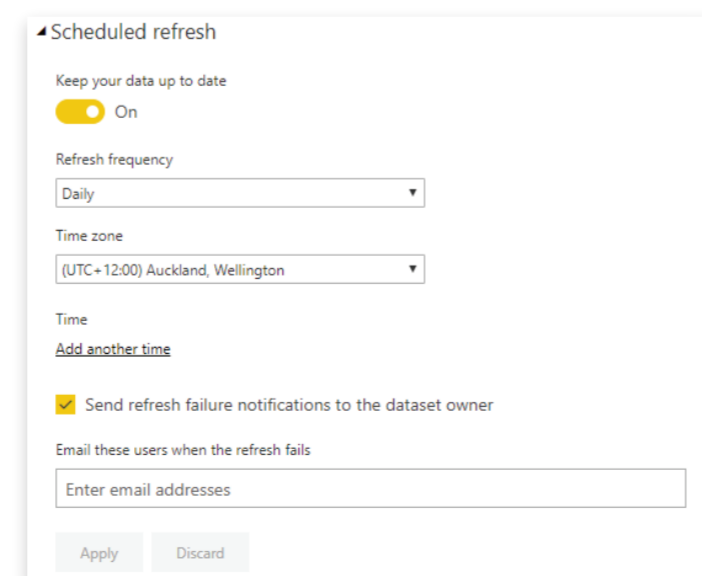 Scheduled refresh
Keep your data up to date
On
Refresh frequency
Daily
Time zone
(UTC+12:00) Auckland, Wellington
Time
Add another time
Send refresh failure notifications to the dataset owner
Email these users when the refresh fails
Enter email addresses
Apply Discard